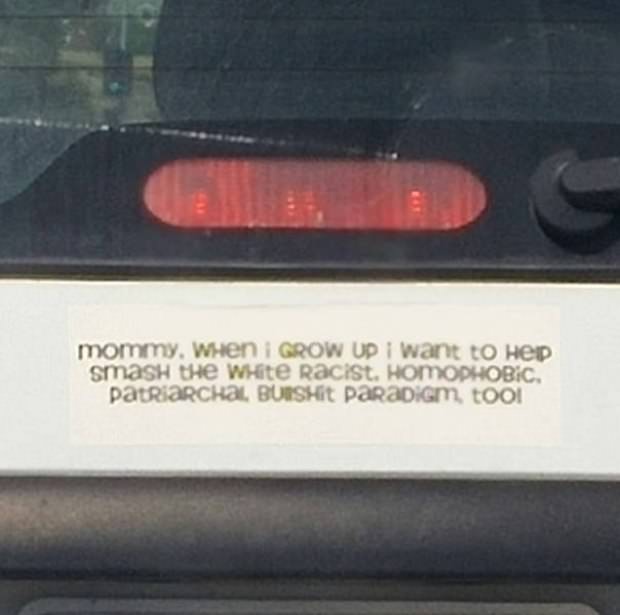 mommy, WHen i GROW UP i want to HeLP
smasH tHe WHite Racist, HomoPHOBic,
PatRiaRCHaL, BULLSHit PaRaDiGm, too!